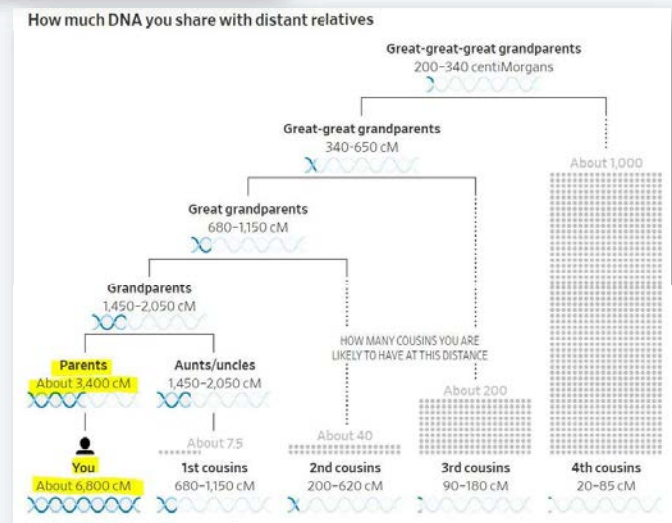 How much DNA you share with distant relatives
Great-great-great grandparents
200-340 centiMorgans
Great-great grandparents
340-650 cM
About 1,000
Great grandparents
680-1,150 cM
Grandparents
1,450-2,050 cM
HOW MANY COUSINS YOU ARE
LIKELY TO HAVE AT THIS DISTANCE
Parents
About 3,400 cM
Aunts/uncles
1,450-2,050 cM
About 7.5
About 40
About 200
You
About 6,800 cM
1st cousins
680-1,150 cM
2nd cousins
200-620 cM
3rd cousins
90-180 cM
4th cousins
20-85 cM